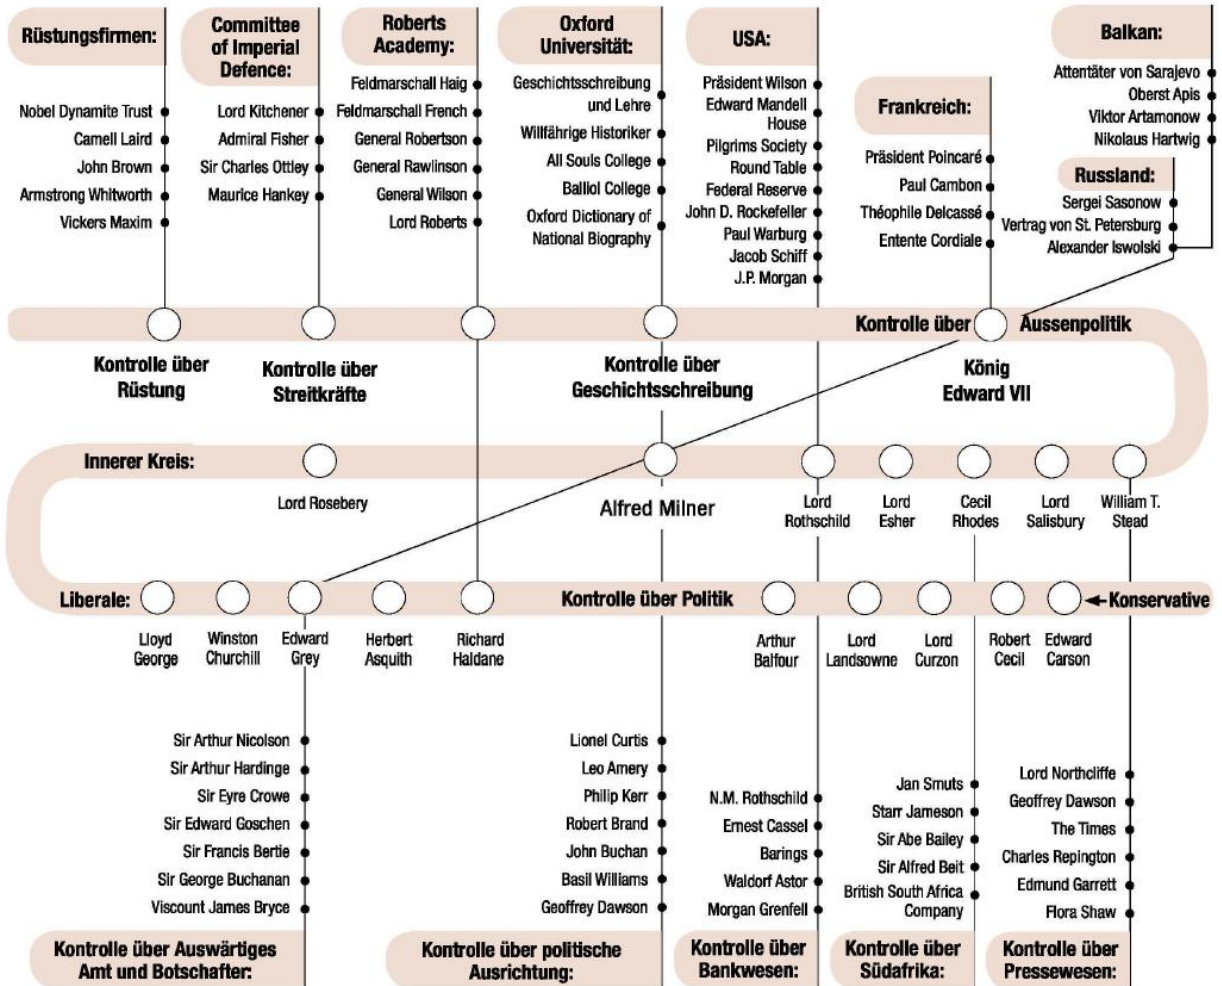 Rüstungsfirmen:
Nobel Dynamite Trust
Camell Laird
John Brown
Armstrong Whitworth
Vickers Maxim
Committee
of Imperial
Defence:
Lord Kitchener
Admiral Fisher
Sir Charles Ottley
Maurice Hankey
Roberts
Academy:
Feldmarschall Haig
Feldmarschall French
General Robertson
General Rawlinson
General Wilson
Lord Roberts
Oxford
Universität:
Geschichtsschreibung
und Lehre
Willfährige Historiker
All Souls College
Balliol College
Oxford Dictionary of
National Biography
USA:
Präsident Wilson
Edward Mandell
House
Pilgrims Society
Round Table
Federal Reserve
John D. Rockefeller
Paul Warburg
Jacob Schiff
J.P. Morgan
Frankreich:
Präsident Poincaré
Paul Cambon
Théophile Delcassé
Entente Cordiale
Balkan:
Attentäter von Sarajevo
Oberst Apis
Viktor Artamonow
Nikolaus Hartwig
Russland:
Sergei Sasonow
Vertrag von St. Petersburg
Alexander Iswolski
Kontrolle über
Rüstung
Kontrolle über
Streitkräfte
Kontrolle über
Geschichtsschreibung
Kontrolle über Aussenpolitik
König
Edward VII
Innerer Kreis:
Lord Rosebery
Alfred Milner
Lord
Rothschild
Lord
Esher
Cecil
Rhodes
Lord
Salisbury
William T.
Stead
Liberale:
Kontrolle über Politik
Konservative
Lloyd
George
Winston
Churchill
Edward
Grey
Herbert
Asquith
Richard
Haldane
Arthur
Balfour
Lord
Landsowne
Lord
Curzon
Robert
Cecil
Edward
Carson
Sir Arthur Nicolson
Sir Arthur Hardinge
Sir Eyre Crowe
Sir Edward Goschen
Sir Francis Bertie
Sir George Buchanan
Viscount James Bryce
Kontrolle über Auswärtiges
Amt und Botschafter:
Lionel Curtis
Leo Amery
Philip Kerr
Robert Brand
John Buchan
Basil Williams
Geoffrey Dawson
Kontrolle über politische
Ausrichtung:
N.M. Rothschild
Ernest Cassel
Barings
Waldorf Astor
Morgan Grenfell
Kontrolle über
Bankwesen:
Jan Smuts
Starr Jameson
Sir Abe Bailey
Sir Alfred Beit
British South Africa
Company
Kontrolle über
Südafrika:
Lord Northcliffe
Geoffrey Dawson
The Times
Charles Repington
Edmund Garrett
Flora Shaw
Kontrolle über
Pressewesen: